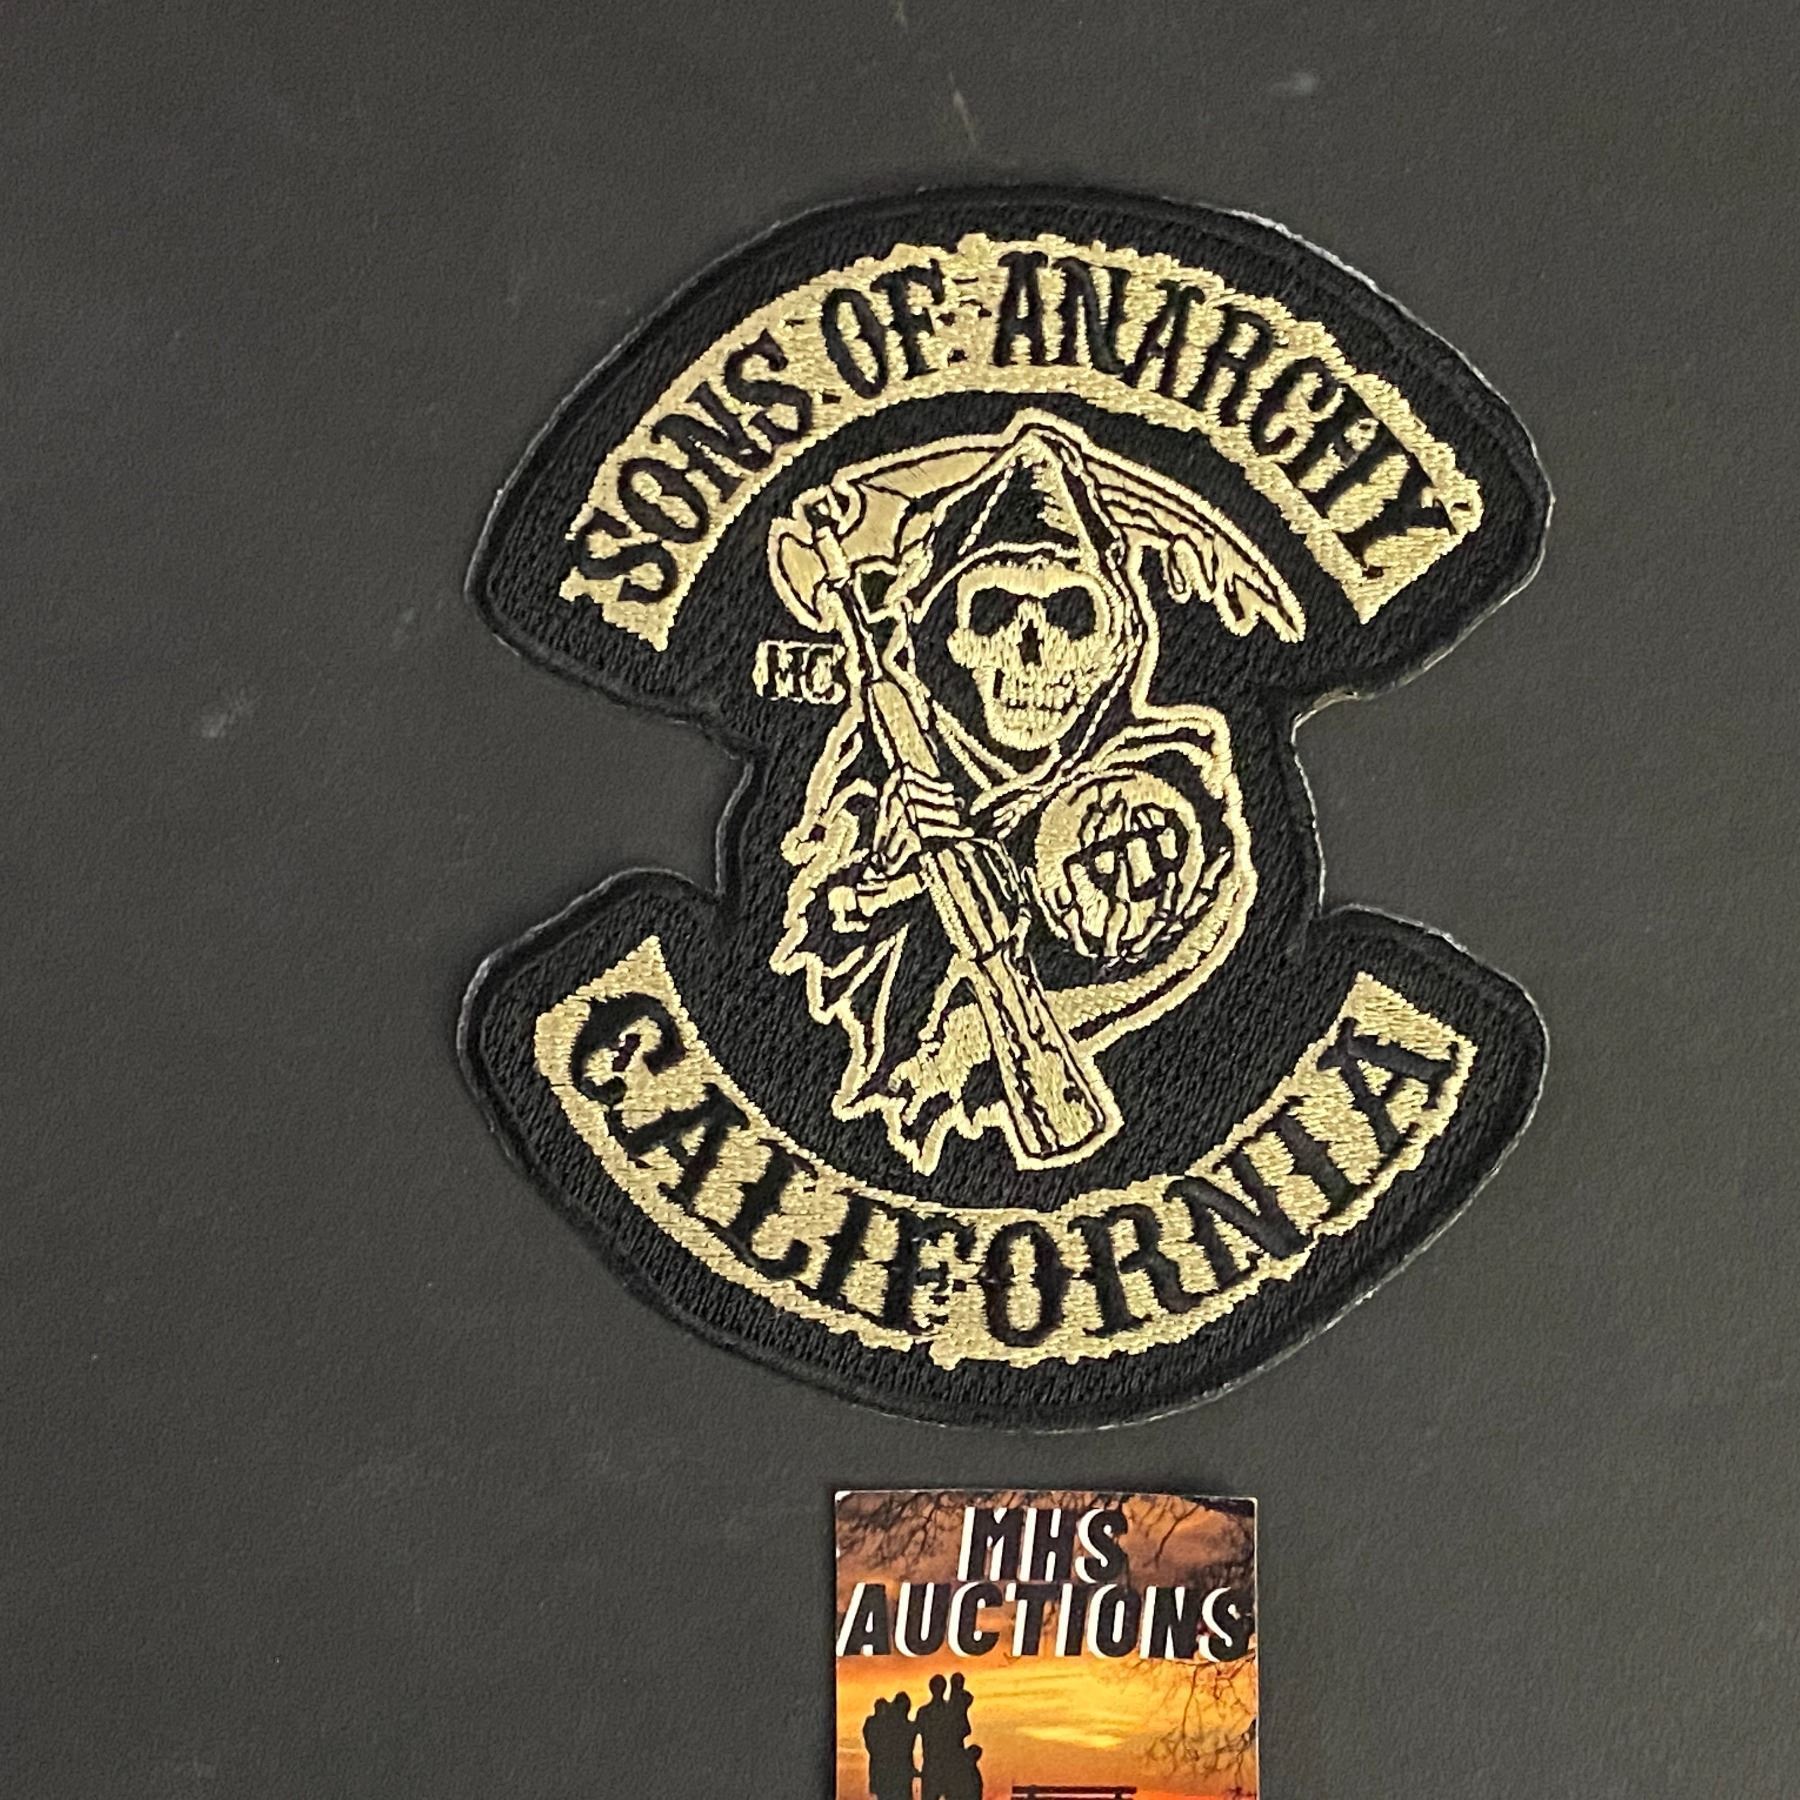 SONS OF ANARCHY
MC
CALIFORNIA
MHS
AUCTIONS